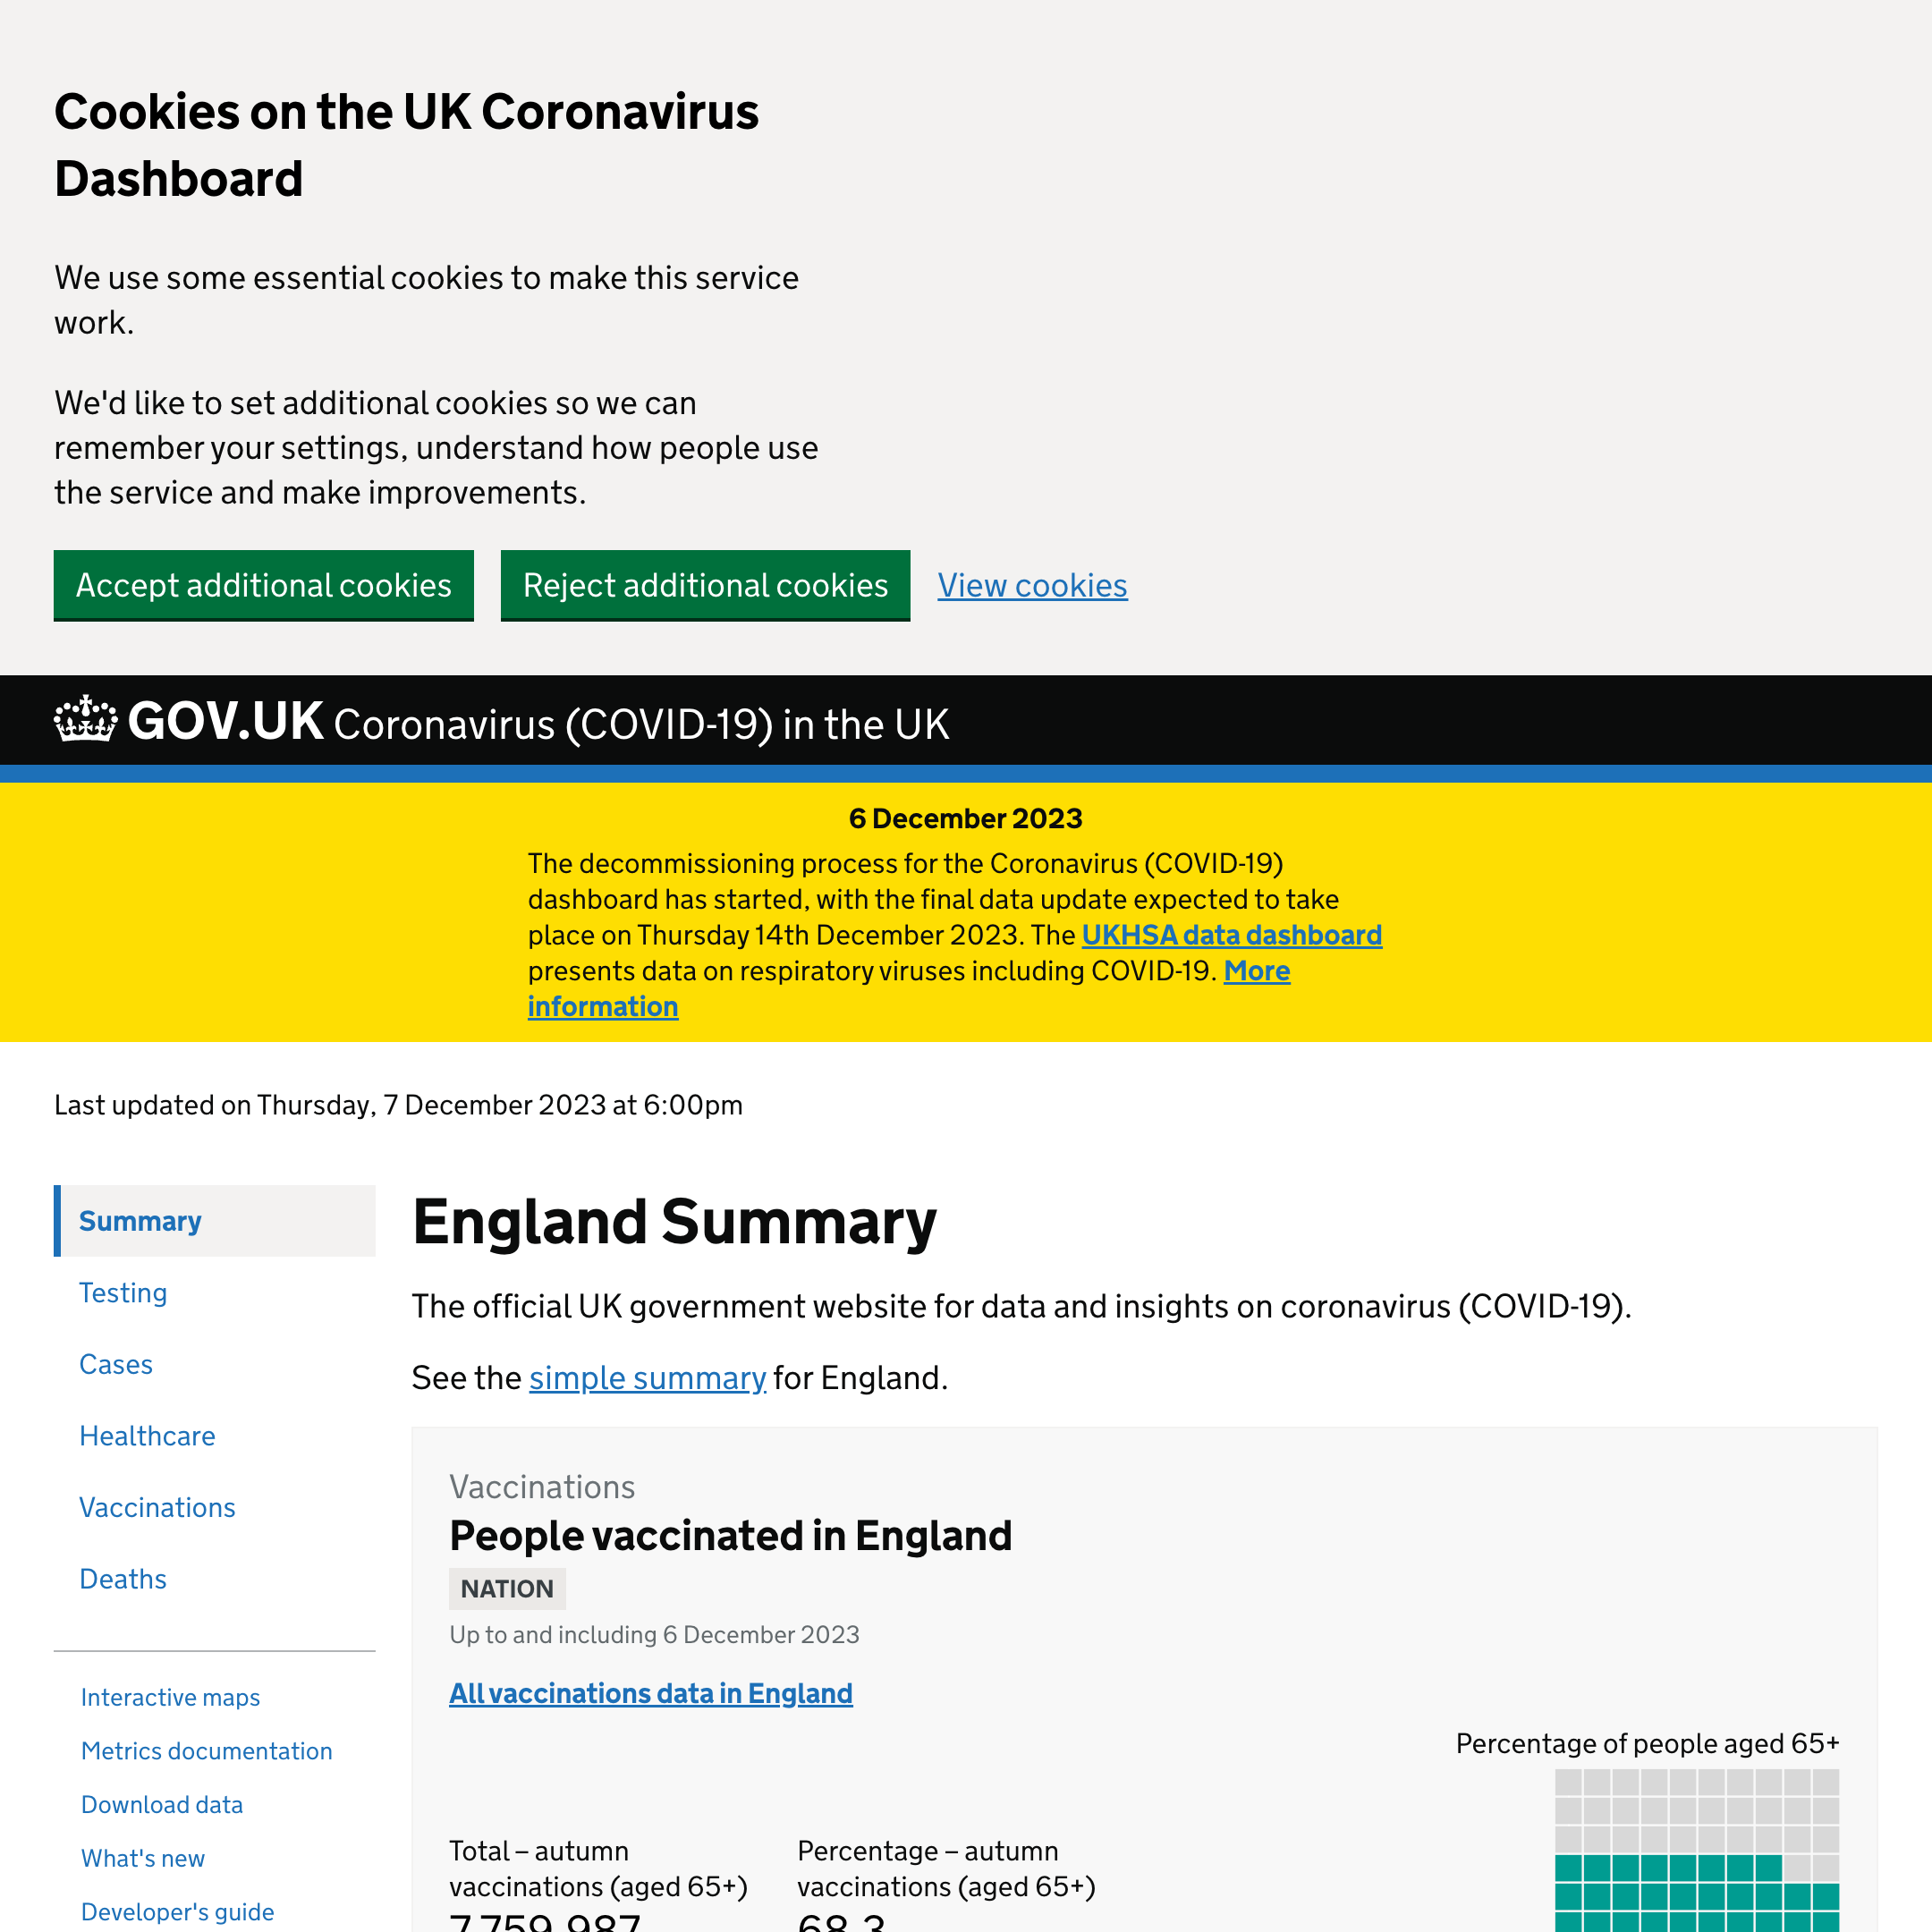 Cookies on the UK Coronavirus
Dashboard
We use some essential cookies to make this service
work.
We'd like to set additional cookies so we can
remember your settings, understand how people use
the service and make improvements.
Accept additional cookies
Reject additional cookies
View cookies
GOV.UK Coronavirus (COVID-19) in the UK
6 December 2023
The decommissioning process for the Coronavirus (COVID-19)
dashboard has started, with the final data update expected to take
place on Thursday 14th December 2023. The UKHSA data dashboard
presents data on respiratory viruses including COVID-19. More
information
Last updated on Thursday, 7 December 2023 at 6:00pm
Summary
Testing
Cases
Healthcare
Vaccinations
Deaths
Interactive maps
Metrics documentation
Download data
What's new
Developer's guide
England Summary
The official UK government website for data and insights on coronavirus (COVID-19).
See the simple summary for England.
Vaccinations
People vaccinated in England
NATION
Up to and including 6 December 2023
All vaccinations data in England
Percentage of people aged 65+
Total – autumn
vaccinations (aged 65+)
7,759,987
Percentage – autumn
vaccinations (aged 65+)
68.3